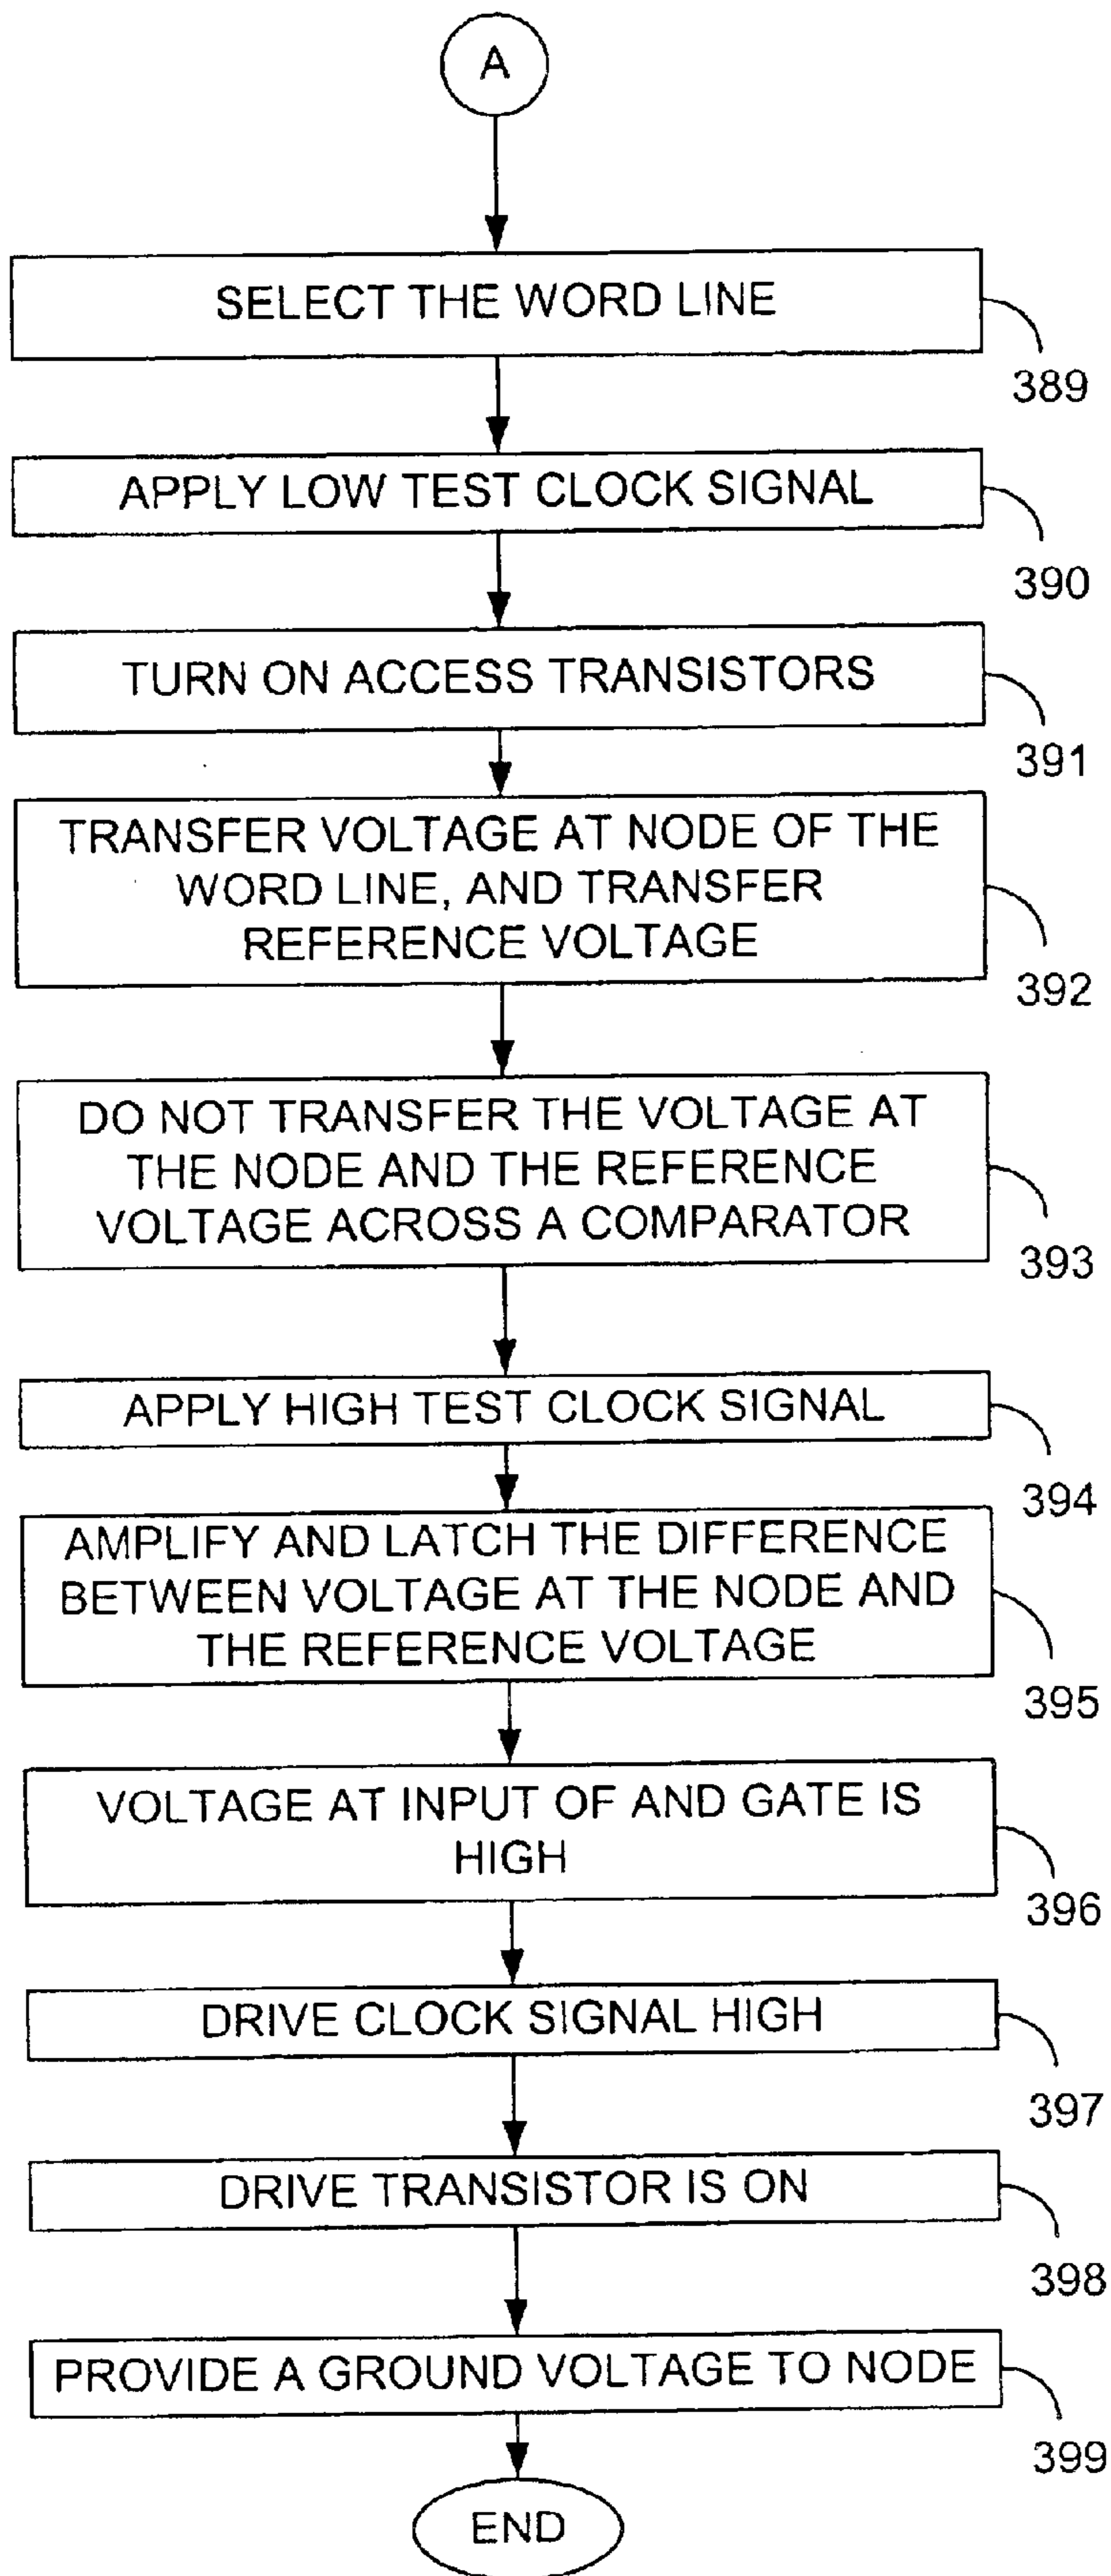 A
SELECT THE WORD LINE
389
APPLY LOW TEST CLOCK SIGNAL
390
TURN ON ACCESS TRANSISTORS
391
TRANSFER VOLTAGE AT NODE OF THE
WORD LINE, AND TRANSFER
REFERENCE VOLTAGE
392
DO NOT TRANSFER THE VOLTAGE AT
THE NODE AND THE REFERENCE
VOLTAGE ACROSS A COMPARATOR
393
APPLY HIGH TEST CLOCK SIGNAL
394
AMPLIFY AND LATCH THE DIFFERENCE
BETWEEN VOLTAGE AT THE NODE AND
THE REFERENCE VOLTAGE
395
VOLTAGE AT INPUT OF AND GATE IS
HIGH
396
DRIVE CLOCK SIGNAL HIGH
397
DRIVE TRANSISTOR IS ON
398
PROVIDE A GROUND VOLTAGE TO NODE
399
END